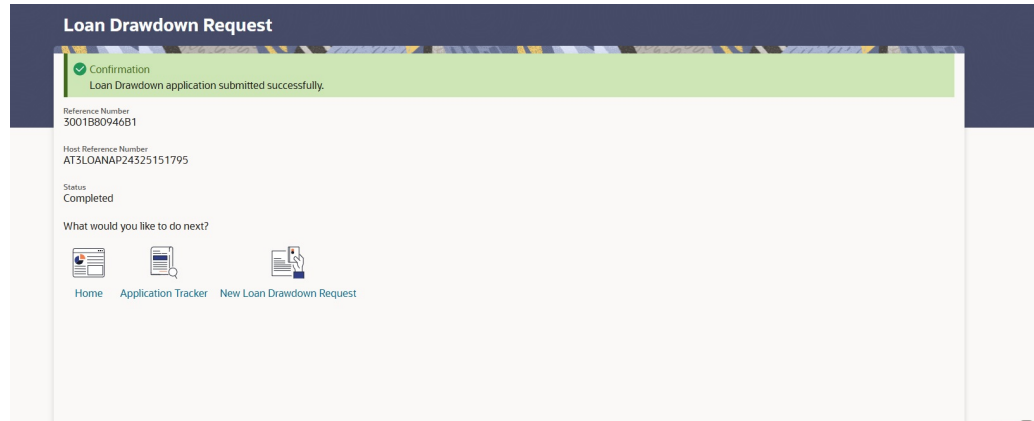 Loan Drawdown Request
Confirmation
Loan Drawdown application submitted successfully.
Reference Number
3001B80946B1
Host Reference Number
AT3LOANAP24325151795
Status
Completed
What would you like to do next?
Home Application Tracker New Loan Drawdown Request